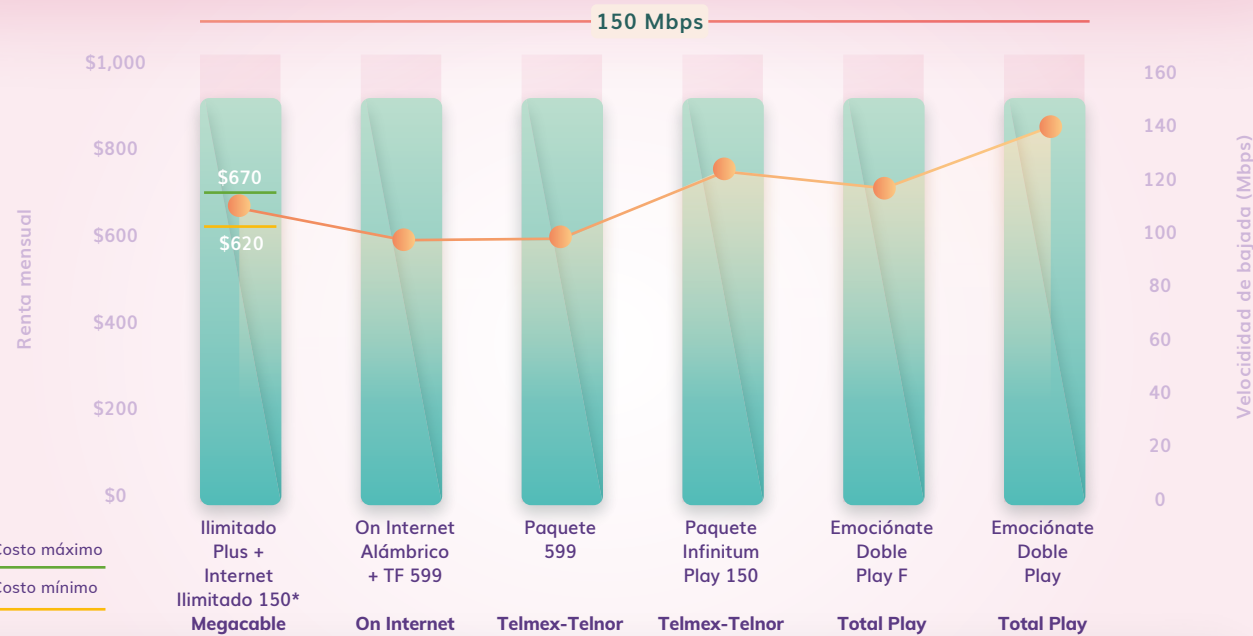 150 Mbps
$1,000
$800
$600
$400
$200
$0
Renta mensual
160
140
120
100
80
60
40
20
0
Velocidad de bajada (Mbps)
$670
$620
Costo máximo
Costo mínimo
Ilimitado
Plus +
Internet
Ilimitado 150*
Megacable
On Internet
Alámbrico
+ TF 599
On Internet
Paquete
599
Telmex-Telnor
Paquete
Infinitum
Play 150
Telmex-Telnor
Emociónate
Doble
Play F
Total Play
Emociónate
Doble
Play
Total Play